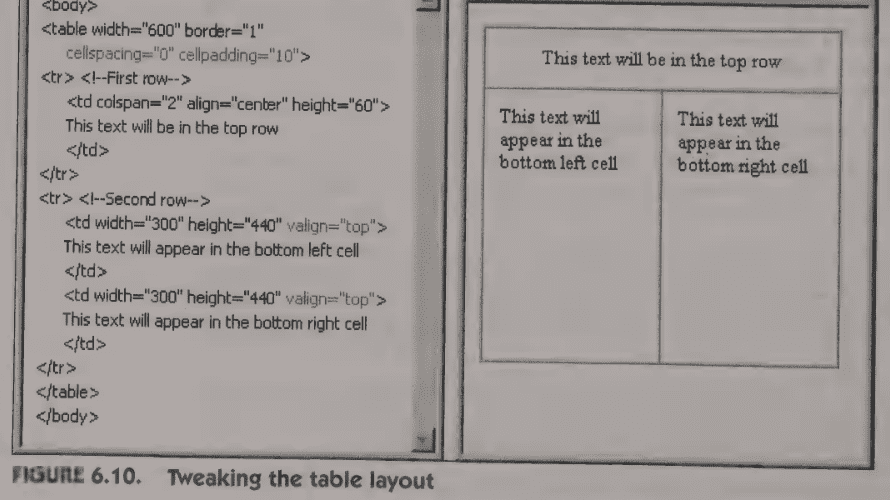 <body>
<table width="600" border="1"
cellspacing="0" cellpadding="10">
<tr> <!--First row-->
<td colspan="2" align="center" height="60">
This text will be in the top row
</td>
</tr>
<tr> <!--Second row-->
<td width="300" height="440" valign="top">
This text will appear in the bottom left cell
</td>
<td width="300" height="440" valign="top">
This text will appear in the bottom right cell
</td>
</tr>
</table>
</body>
This text will be in the top row
This text will
appear in the
bottom left cell
This text will
appear in the
bottom right cell
FIGURE 6.10. Tweaking the table layout